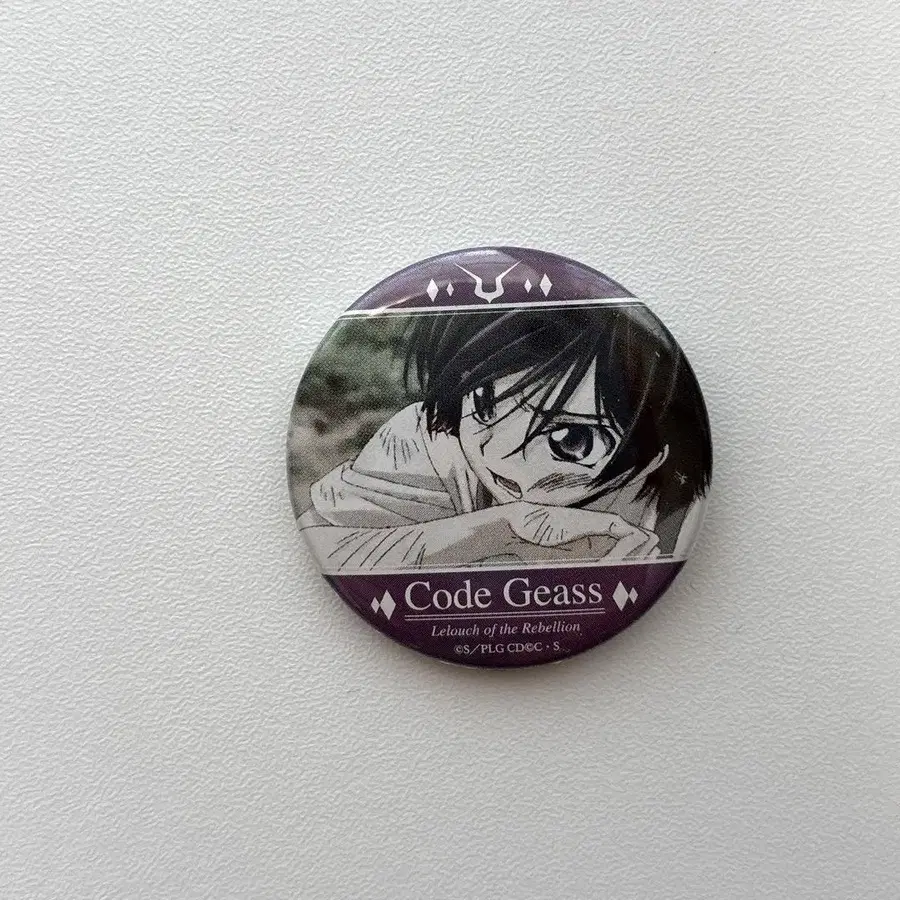 Code Geass
Lelouch of the Rebellion
©S／PLG CD©C・S